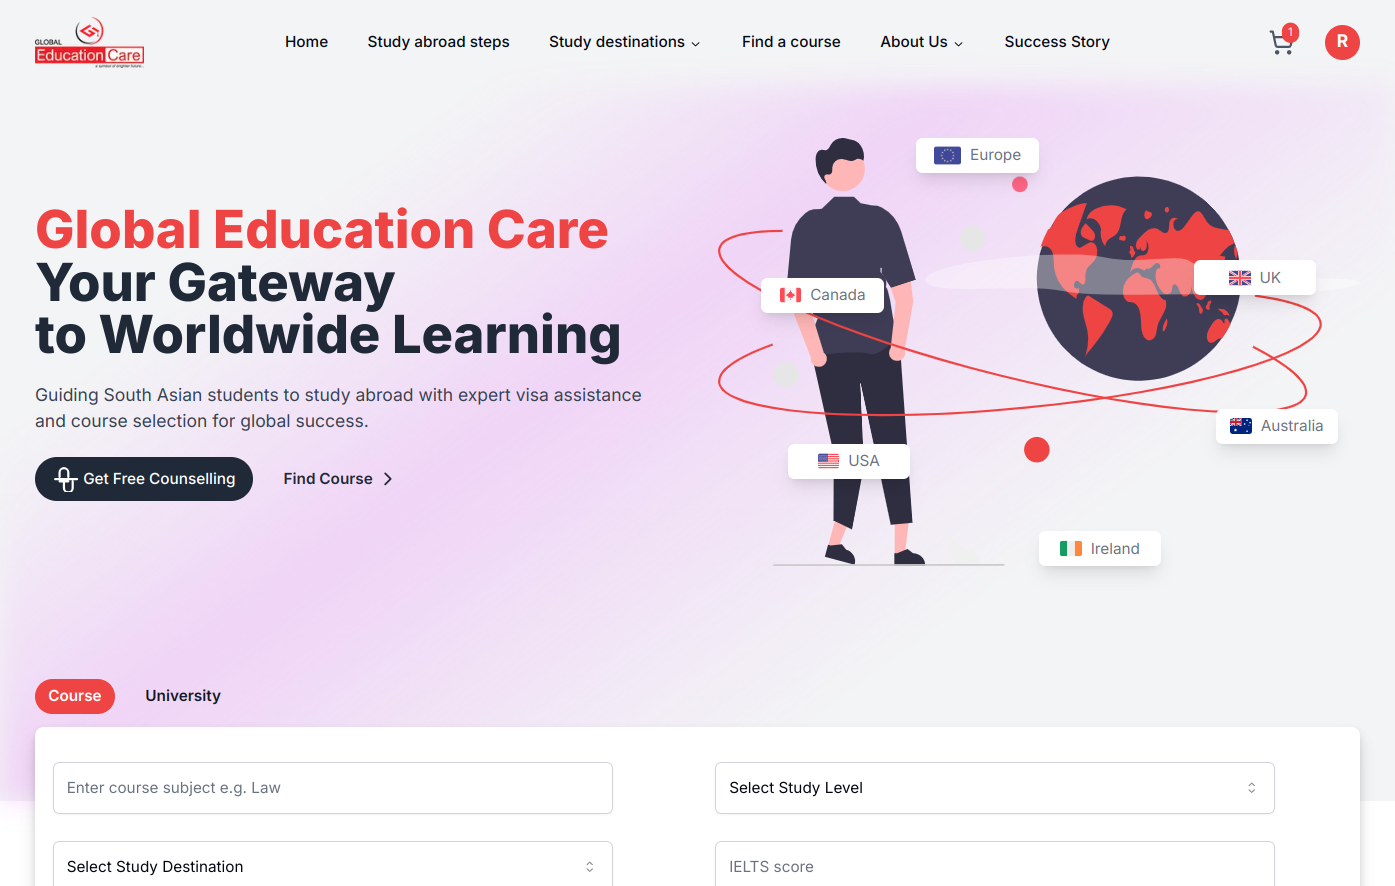 GLOBAL
Education Care
a symbol of brighter future...
Home
Study abroad steps
Study destinations
Find a course
About Us
Success Story
1
R
Global Education Care
Your Gateway
to Worldwide Learning
Guiding South Asian students to study abroad with expert visa assistance
and course selection for global success.
Get Free Counselling
Find Course
Europe
Canada
UK
Australia
USA
Ireland
Course
University
Enter course subject e.g. Law
Select Study Level
Select Study Destination
IELTS score